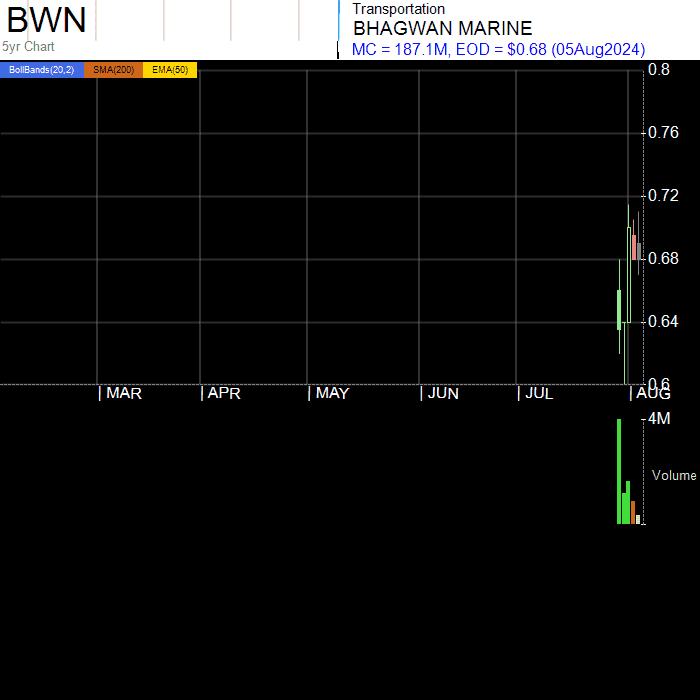 BWN
5yr Chart
Transportation
BHAGWAN MARINE
MC = 187.1M, EOD = $0.68 (05Aug2024)
BollBands(20,2) SMA(200) EMA(50)
0.8
0.76
0.72
0.68
0.64
0.6
| MAR | APR | MAY | JUN | JUL | AUG
4M
Volume